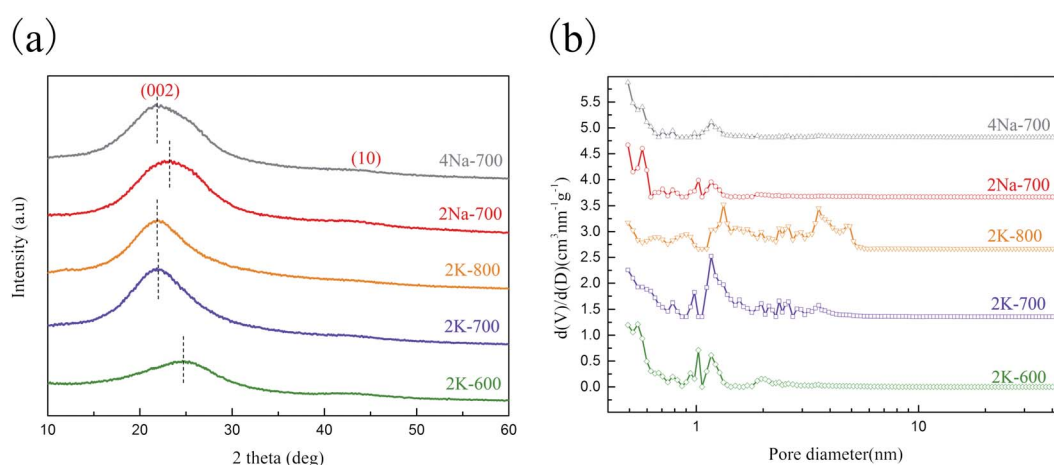 (a)
(002)
4Na-700
(10)
2Na-700
2K-800
2K-700
2K-600
Intensity (a.u)
10 20 30 40 50 60
2 theta (deg)
(b)
5.5
5.0
4.5
4.0
3.5
3.0
2.5
2.0
1.5
1.0
0.5
0.0
4Na-700
2Na-700
2K-800
2K-700
2K-600
d(V)/d(D)(cm³nm⁻¹g⁻¹)
1 10
Pore diameter(nm)